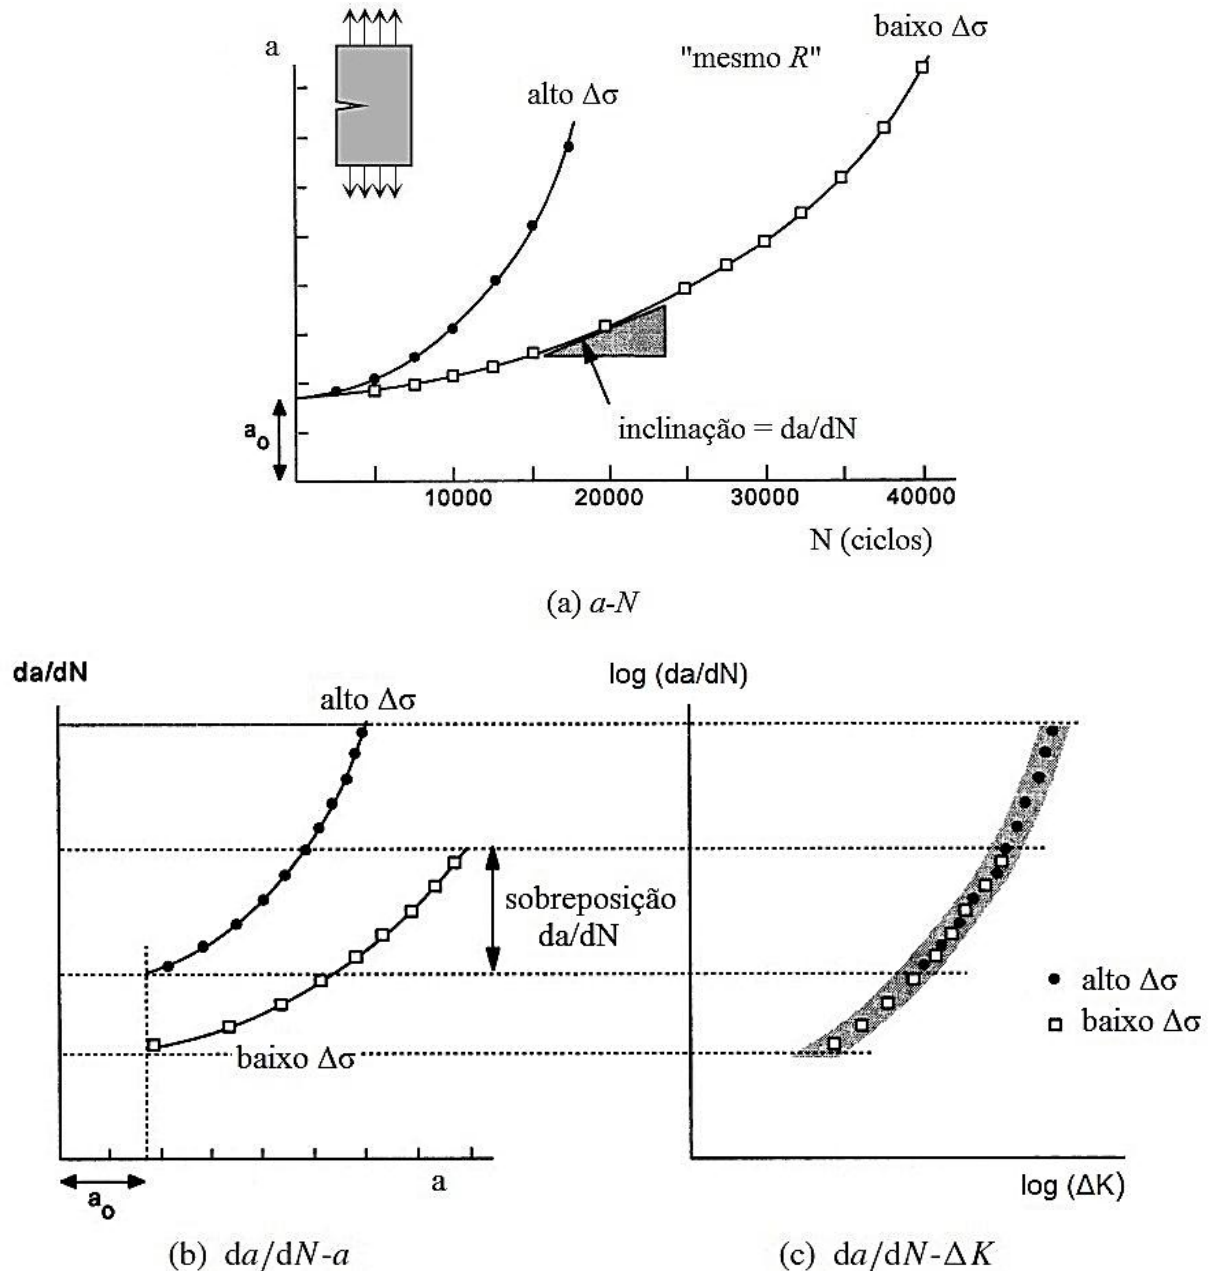 a
"mesmo R"
baixo Δσ
alto Δσ
a₀
inclinação = da/dN
10000 20000 30000 40000
N (ciclos)
(a) a-N
da/dN
alto Δσ
sobreposição
da/dN
baixo Δσ
a₀
a
(b) da/dN-a
log (da/dN)
alto Δσ
baixo Δσ
log (ΔK)
(c) da/dN-ΔK